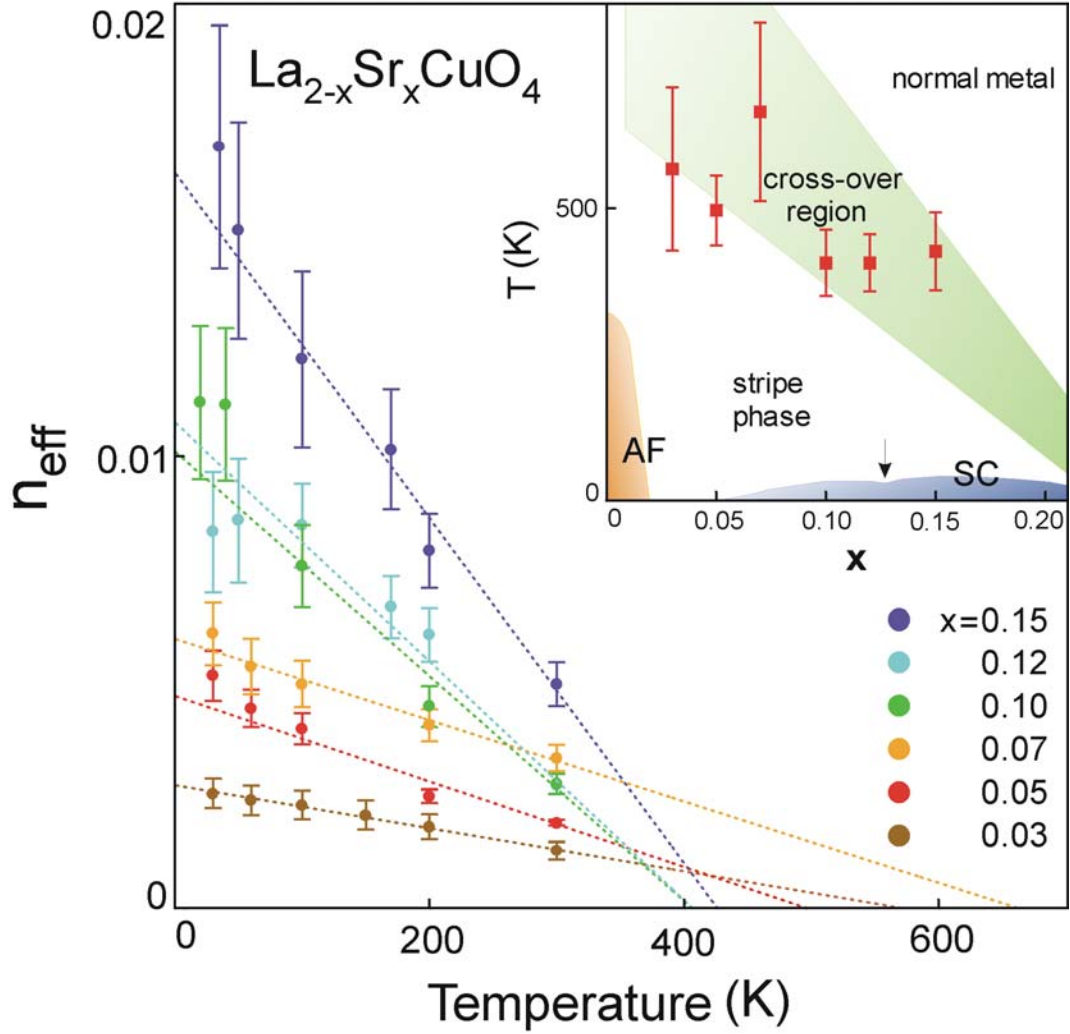 0.02
La2-xSrxCuO4
0.01
0
neff
0
200
400
600
Temperature (K)
T (K)
500
0
normal metal
cross-over
region
stripe
phase
AF
SC
0
0.05
0.10
0.15
0.20
x
x=0.15
0.12
0.10
0.07
0.05
0.03